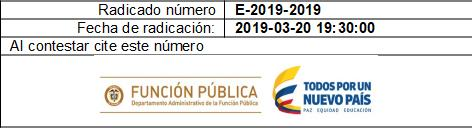 Radicado número E-2019-2019
Fecha de radicación: 2019-03-20 19:30:00
Al contestar cite este número
FUNCIÓN PÚBLICA
Departamento Administrativo de la Función Pública
TODOS POR UN
NUEVO PAÍS
PAZ EQUIDAD EDUCACIÓN